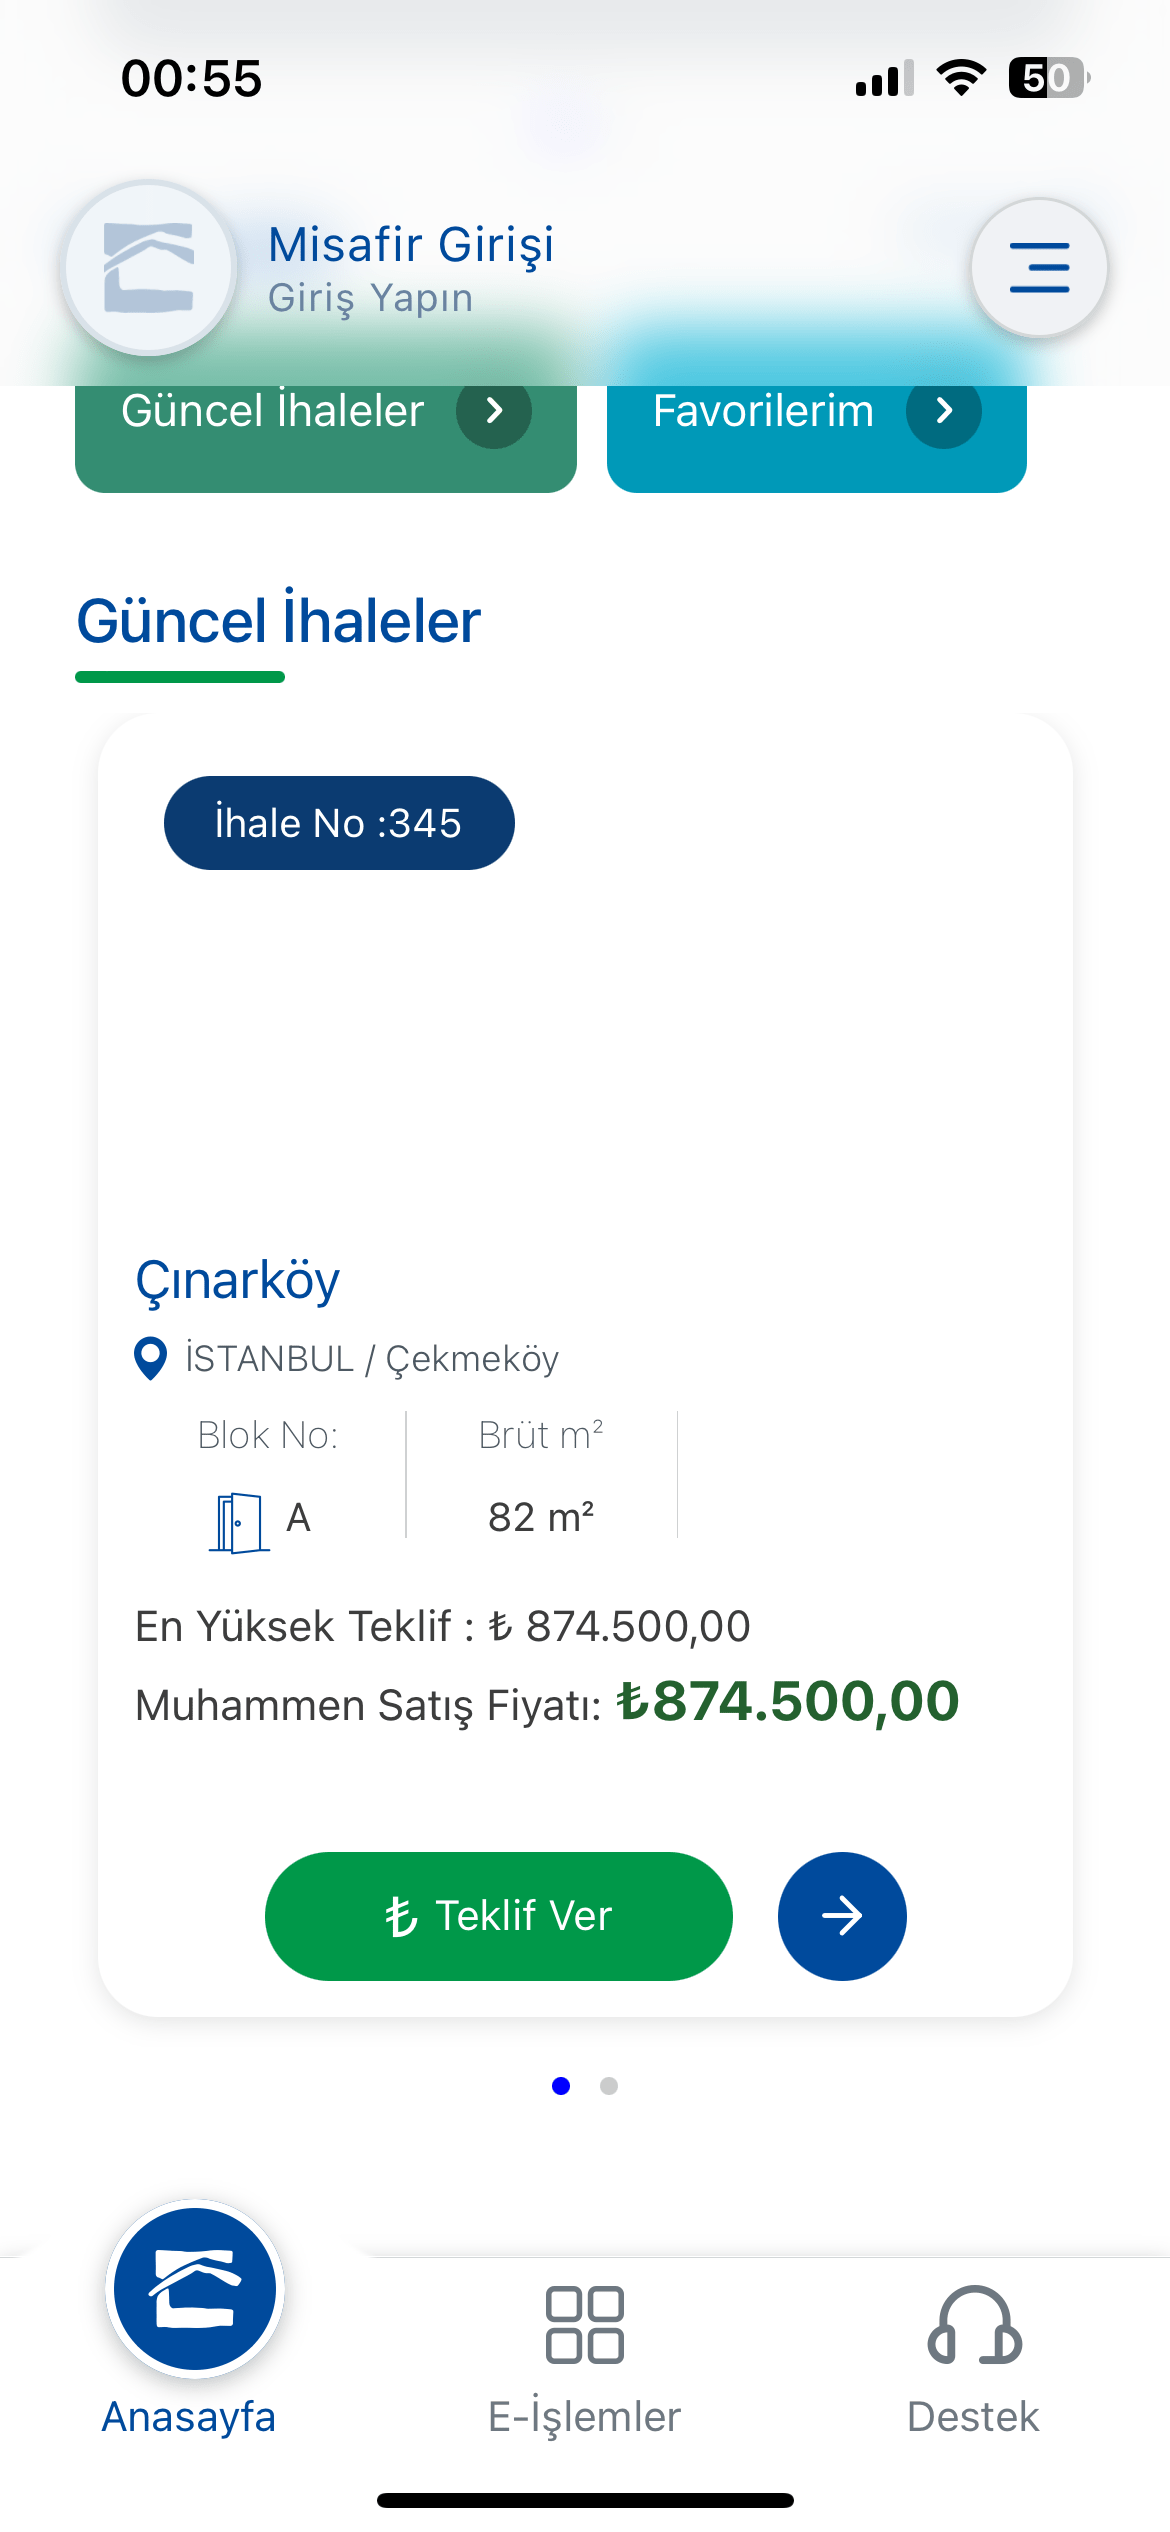 00:55
50
Misafir Girişi
Giriş Yapın
Güncel İhaleler
Favorilerim
Güncel İhaleler
İhale No :345
Çınarköy
İSTANBUL / Çekmeköy
Blok No:
Brüt m²
A
82 m²
En Yüksek Teklif : ₺ 874.500,00
Muhammen Satış Fiyatı: ₺874.500,00
₺ Teklif Ver
Anasayfa
E-İşlemler
Destek